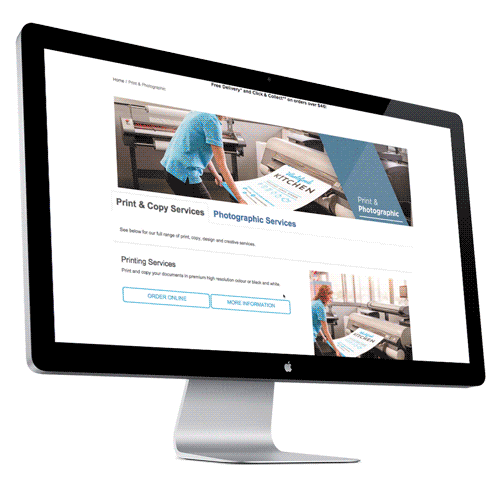 Home / Print & Photographic
Free Delivery* and Click & Collect** on orders over $49!
KITCHEN
Print &
Photographic
Print & Copy Services
Photographic Services
See below for our full range of print, copy, design and creative services.
Printing Services
Print and copy your documents in premium high resolution colour or black and white.
ORDER ONLINE
MORE INFORMATION
KITCHEN